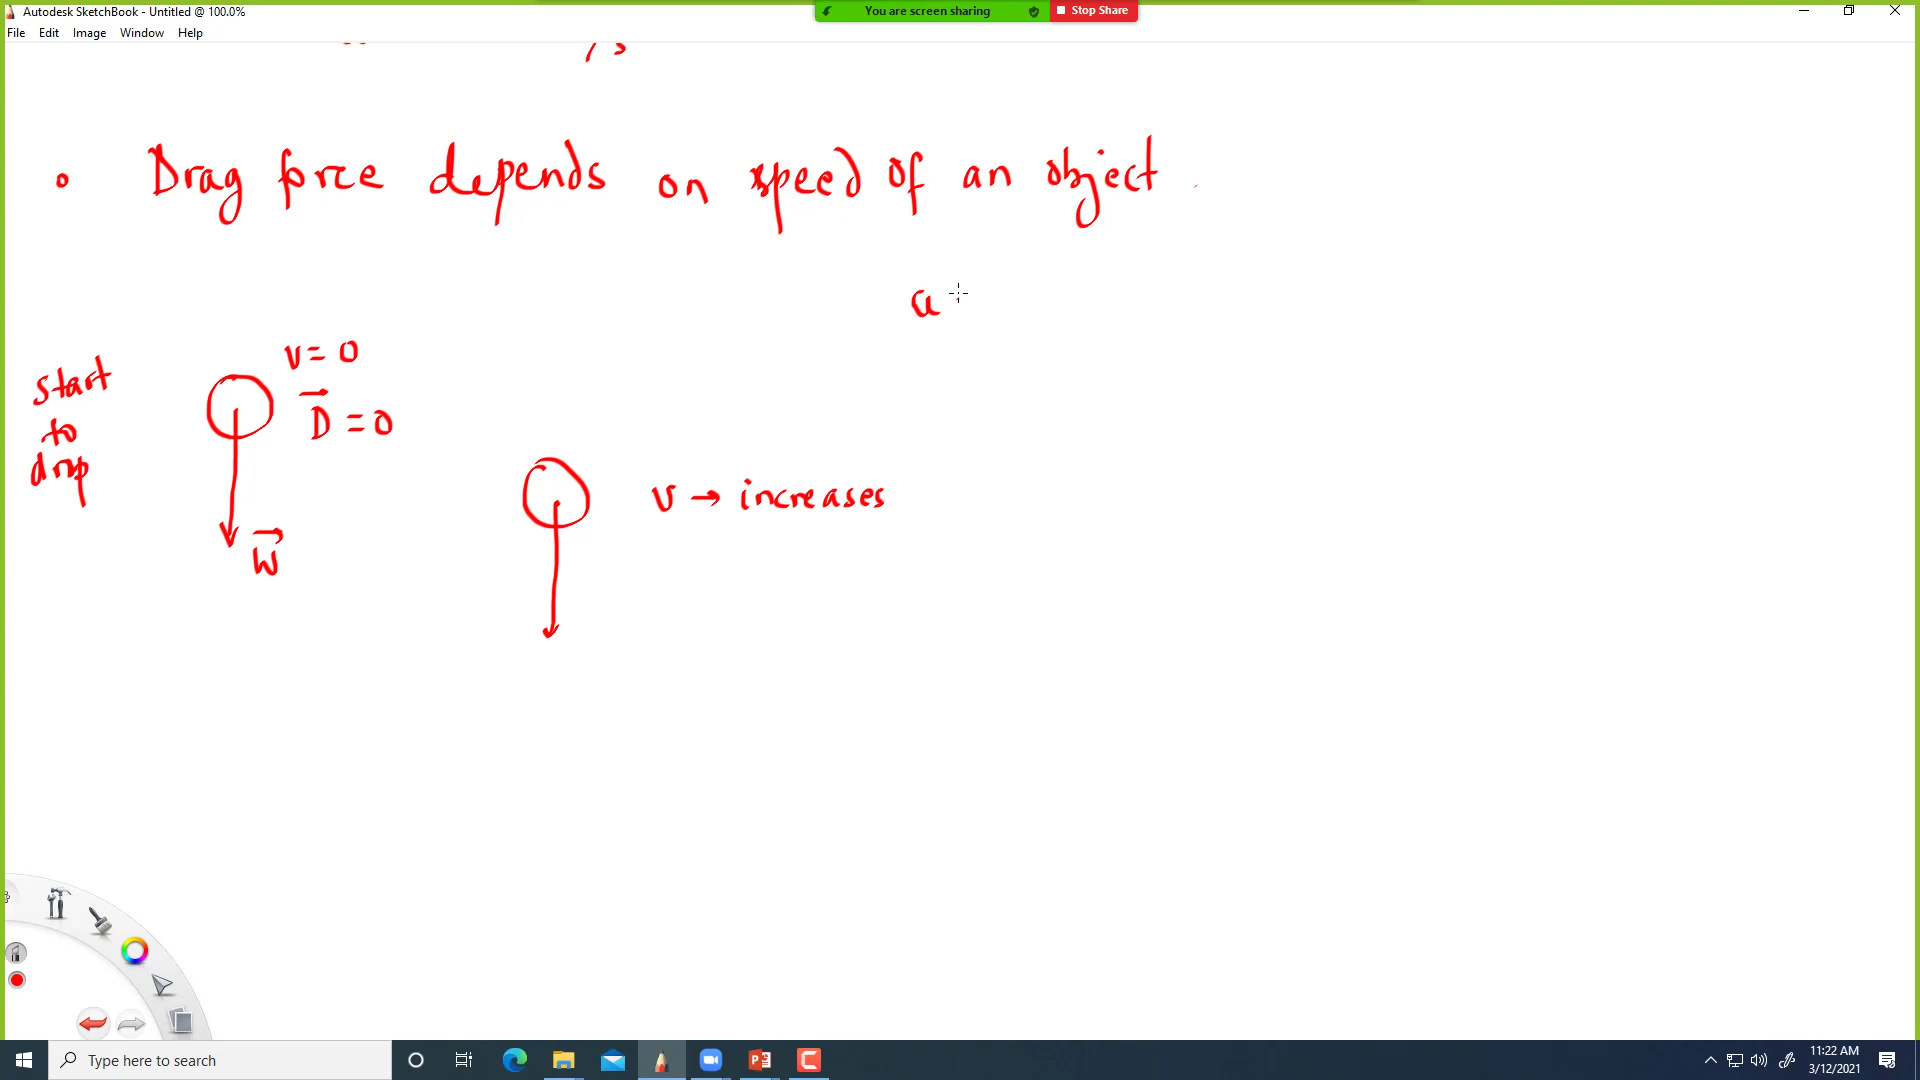 Autodesk SketchBook - Untitled @ 100.0%
You are screen sharing
Stop Share
File Edit Image Window Help
• Drag force depends on speed of an object.
a
Start
to
drop
v = 0
D = 0
W
v → increases
Type here to search
11:22 AM
3/12/2021